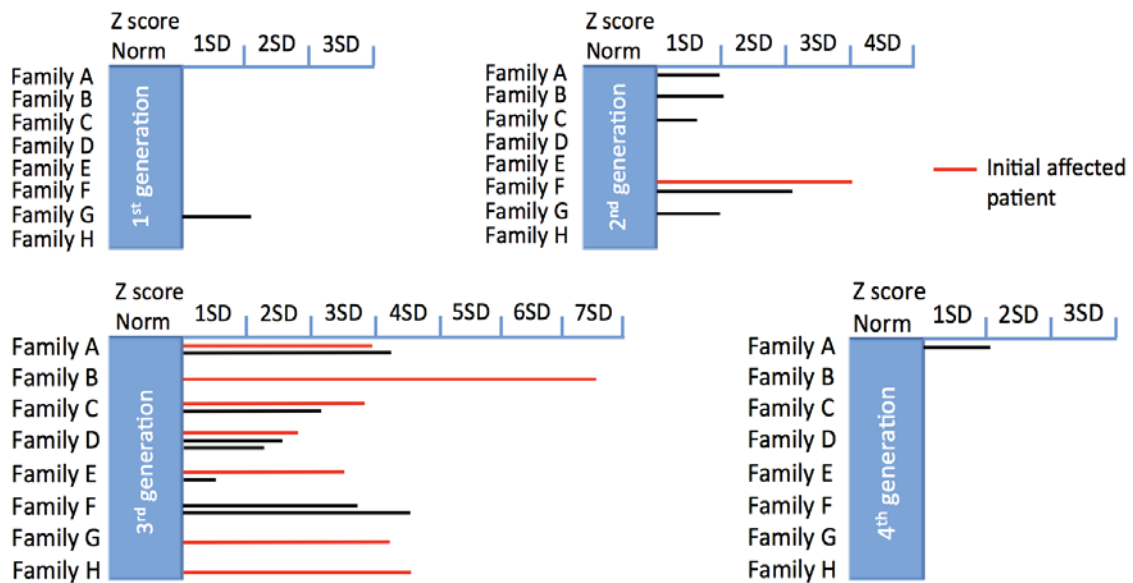 Z score
Norm 1SD 2SD 3SD
Family A
Family B
Family C
Family D
Family E
Family F
Family G
Family H
1st generation
Z score
Norm 1SD 2SD 3SD 4SD
Family A
Family B
Family C
Family D
Family E
Family F
Family G
Family H
2nd generation
Initial affected
patient
Z score
Norm 1SD 2SD 3SD 4SD 5SD 6SD 7SD
Family A
Family B
Family C
Family D
Family E
Family F
Family G
Family H
3rd generation
Z score
Norm 1SD 2SD 3SD
Family A
Family B
Family C
Family D
Family E
Family F
Family G
Family H
4th generation